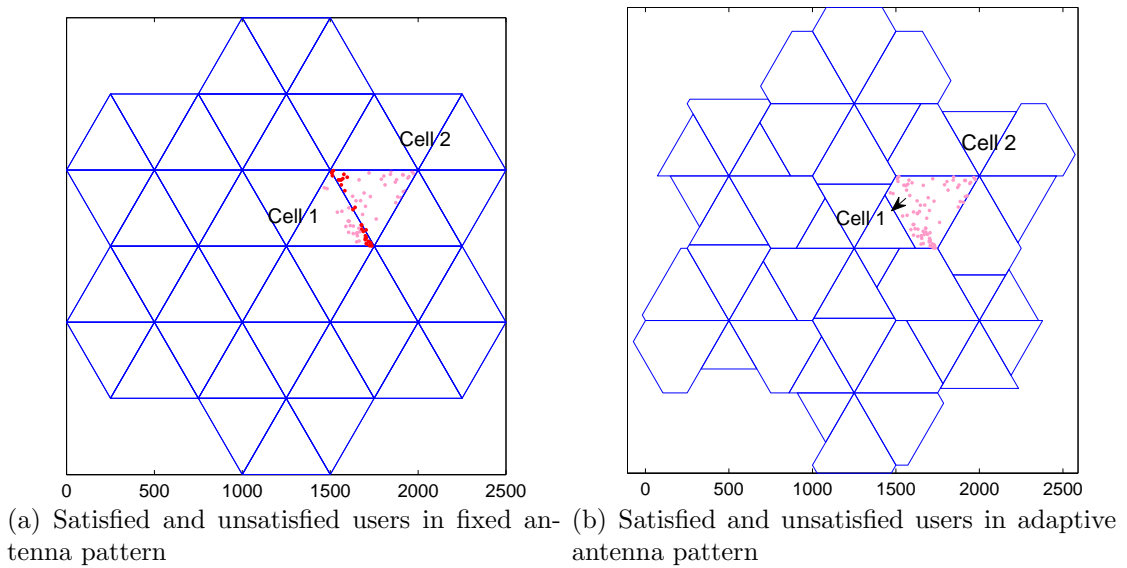 Cell 2
Cell 1
0 500 1000 1500 2000 2500
(a) Satisfied and unsatisfied users in fixed an-
tenna pattern
Cell 2
Cell 1
0 500 1000 1500 2000 2500
(b) Satisfied and unsatisfied users in adaptive
antenna pattern